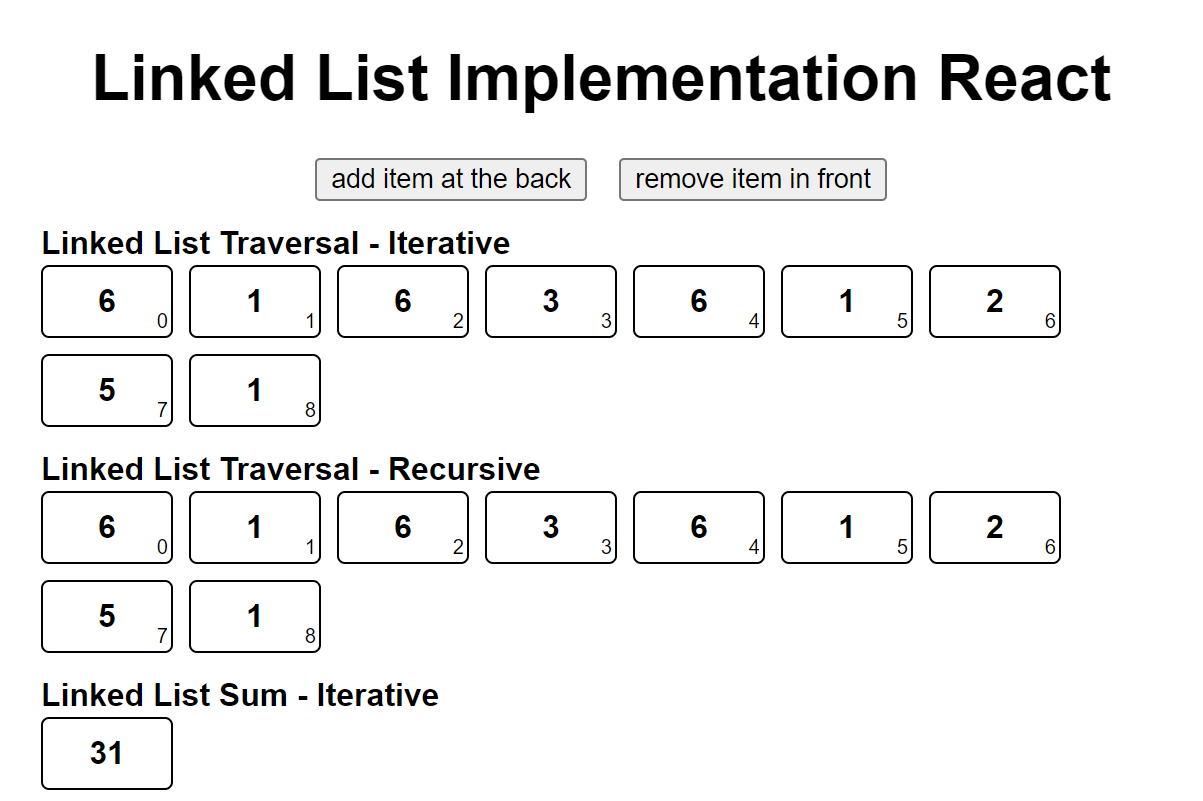 Linked List Implementation React
add item at the back remove item in front
Linked List Traversal - Iterative
6 0 1 1 6 2 3 3 6 4 1 5 2 6
5 7 1 8
Linked List Traversal - Recursive
6 0 1 1 6 2 3 3 6 4 1 5 2 6
5 7 1 8
Linked List Sum - Iterative
31